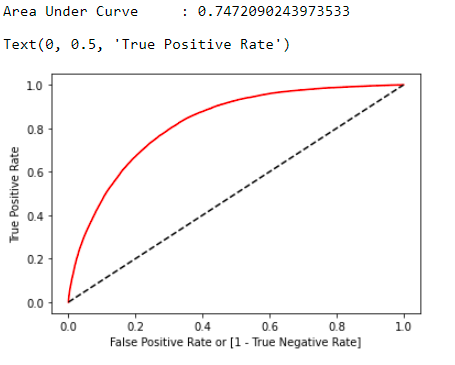 Area Under Curve     : 0.7472090243973533
Text(0, 0.5, 'True Positive Rate')
1.0
0.8
0.6
0.4
0.2
0.0
True Positive Rate
0.0 0.2 0.4 0.6 0.8 1.0
False Positive Rate or [1 - True Negative Rate]